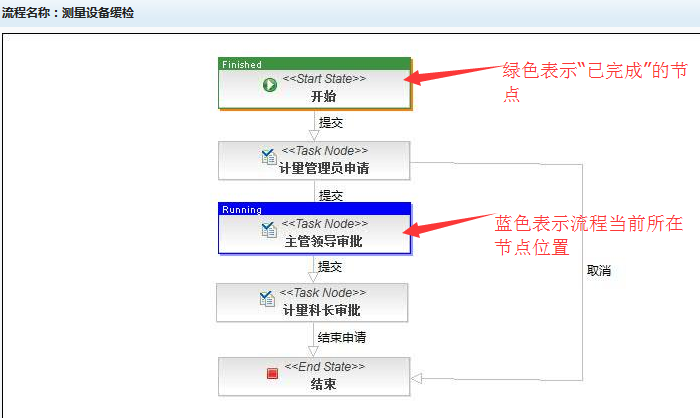 流程名称：测量设备缓检
Finished
<<Start State>>
开始
绿色表示“已完成”的节
点
提交
<<Task Node>>
计量管理员申请
提交
Running
<<Task Node>>
主管领导审批
蓝色表示流程当前所在
节点位置
提交
取消
<<Task Node>>
计量科长审批
结束申请
<<End State>>
结束